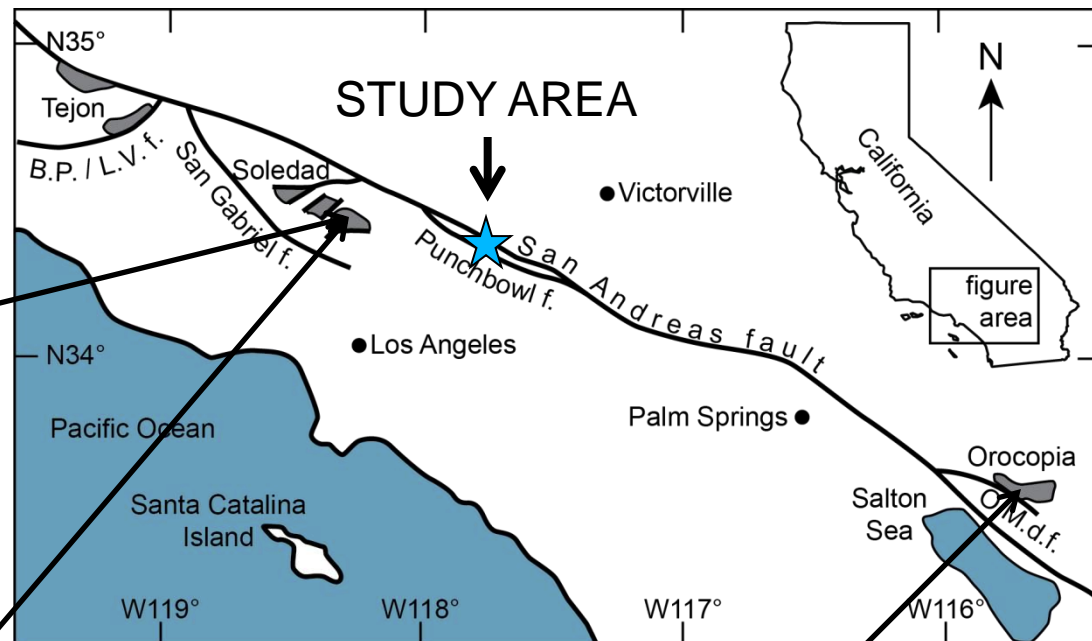 N35°
Tejon
B.P. / L.V. f.
San Gabriel f.
Soledad
STUDY AREA
Victorville
Punchbowl f.
San Andreas fault
California
N
figure
area
N34°
Los Angeles
Pacific Ocean
Palm Springs
Santa Catalina
Island
Orocopia
O.M.d.f.
Salton
Sea
W119°
W118°
W117°
W116°